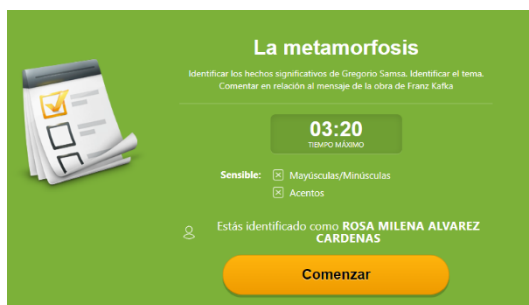 La metamorfosis
Identificar los hechos significativos de Gregorio Samsa. Identificar el tema.
Comentar en relación al mensaje de la obra de Franz Kafka
03:20
TIEMPO MÁXIMO
Sensible: Mayúsculas/Minúsculas
Acentos
Estás identificado como ROSA MILENA ALVAREZ
CARDENAS
Comenzar